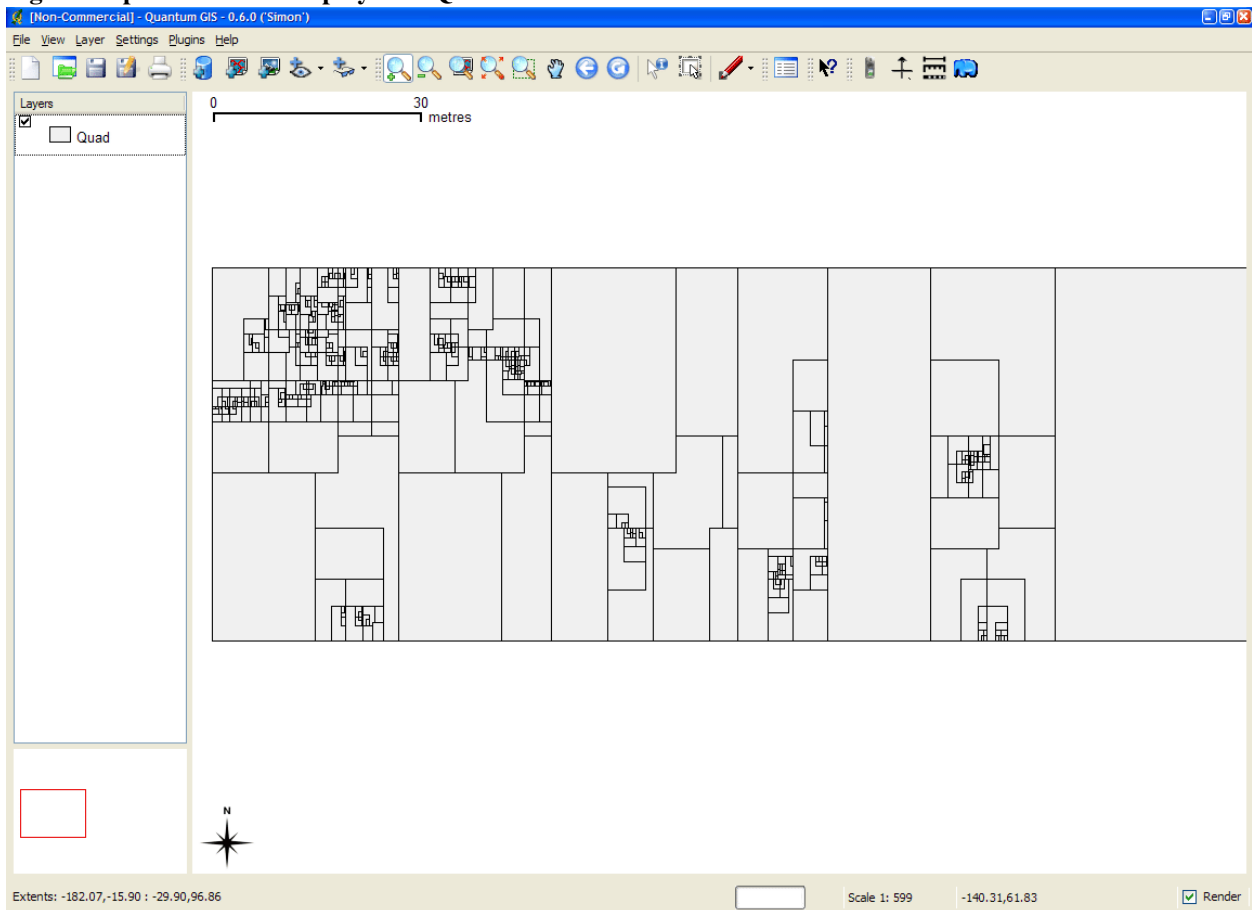 [Non-Commercial] - Quantum GIS - 0.6.0 ('Simon')
File View Layer Settings Plugins Help
Layers
Quad
0 30
metres
N
Extents: -182.07,-15.90 : -29.90,96.86
Scale 1: 599
-140.31,61.83
Render